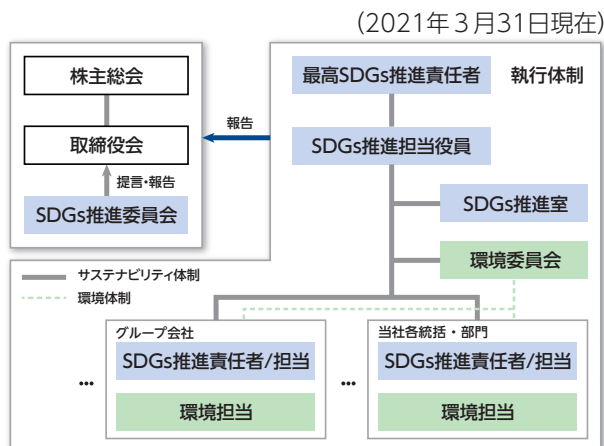 (2021年3月31日現在)
株主総会
取締役会
提言・報告
SDGs推進委員会
報告
最高SDGs推進責任者
執行体制
SDGs推進担当役員
SDGs推進室
環境委員会
サステナビリティ体制
環境体制
グループ会社
SDGs推進責任者/担当
環境担当
...
当社各統括・部門
SDGs推進責任者/担当
環境担当
...